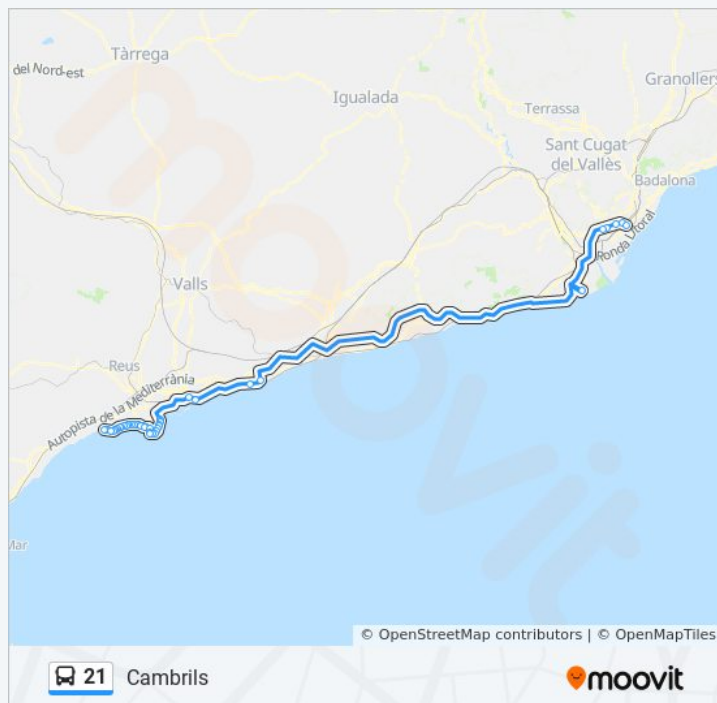 Tàrrega
del Nord-est
Igualada
Granollers
Terrassa
Sant Cugat
del Vallès
Badalona
Ronda Litoral
Valls
Reus
Autopista de la Mediterrània
Mar
moovit
© OpenStreetMap contributors | © OpenMapTiles
21 Cambrils
moovit